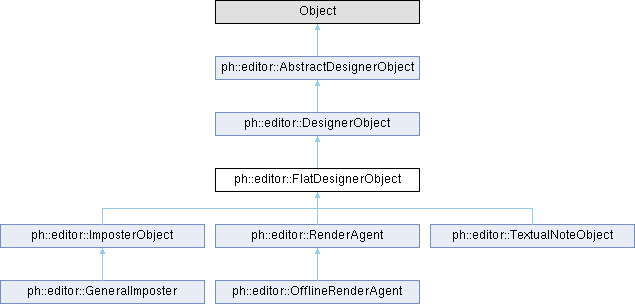 Object
ph::editor::AbstractDesignerObject
ph::editor::DesignerObject
ph::editor::FlatDesignerObject
ph::editor::ImposterObject
ph::editor::RenderAgent
ph::editor::TextualNoteObject
ph::editor::GeneralImposter
ph::editor::OfflineRenderAgent